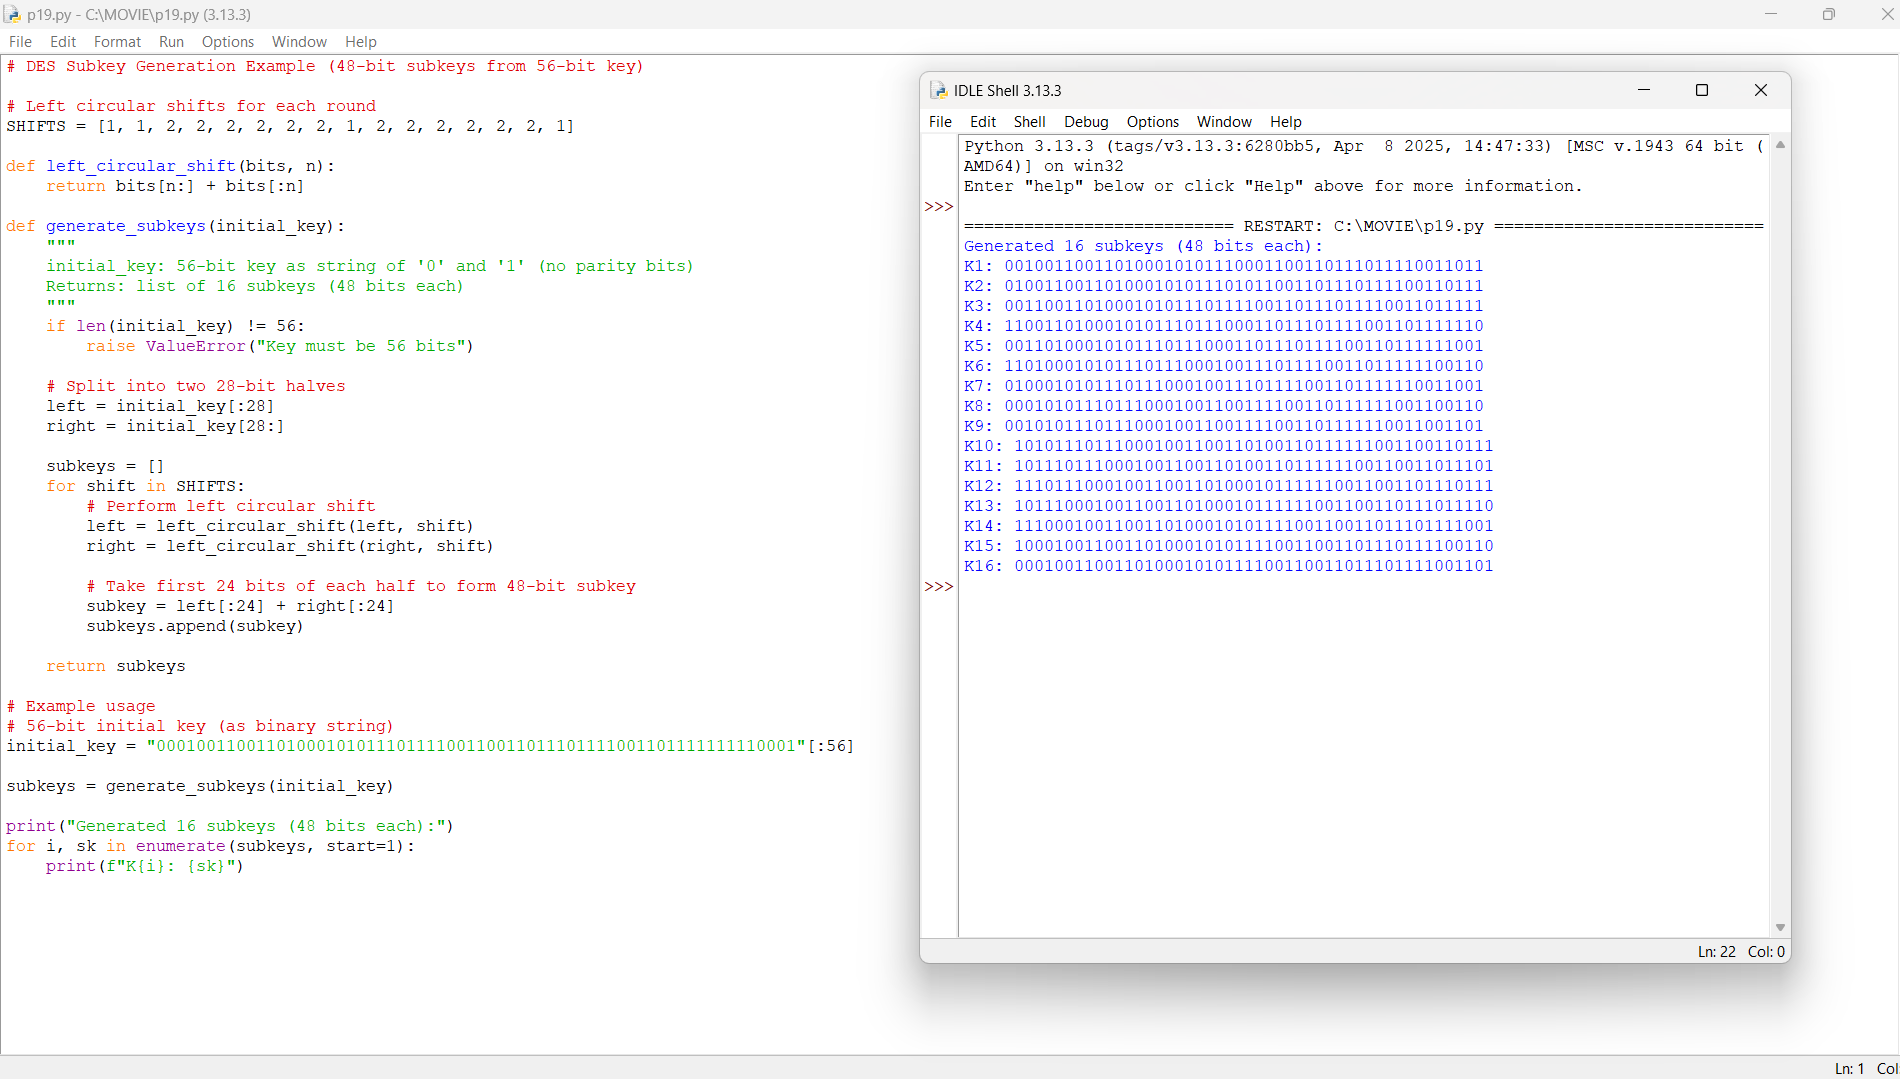 p19.py - C:\MOVIE\p19.py (3.13.3)
File Edit Format Run Options Window Help
# DES Subkey Generation Example (48-bit subkeys from 56-bit key)
# Left circular shifts for each round
SHIFTS = [1, 1, 2, 2, 2, 2, 2, 2, 1, 2, 2, 2, 2, 2, 2, 1]
def left_circular_shift(bits, n):
    return bits[n:] + bits[:n]
def generate_subkeys(initial_key):
    """
    initial_key: 56-bit key as string of '0' and '1' (no parity bits)
    Returns: list of 16 subkeys (48 bits each)
    """
    if len(initial_key) != 56:
        raise ValueError("Key must be 56 bits")
    # Split into two 28-bit halves
    left = initial_key[:28]
    right = initial_key[28:]
    subkeys = []
    for shift in SHIFTS:
        # Perform left circular shift
        left = left_circular_shift(left, shift)
        right = left_circular_shift(right, shift)
        # Take first 24 bits of each half to form 48-bit subkey
        subkey = left[:24] + right[:24]
        subkeys.append(subkey)
    return subkeys
# Example usage
# 56-bit initial key (as binary string)
initial_key = "0001001100110100010101110111100110011011101111001101111111110001"[:56]
subkeys = generate_subkeys(initial_key)
print("Generated 16 subkeys (48 bits each):")
for i, sk in enumerate(subkeys, start=1):
    print(f"K{i}: {sk}")
Ln: 1 Col
IDLE Shell 3.13.3
File Edit Shell Debug Options Window Help
Python 3.13.3 (tags/v3.13.3:6280bb5, Apr  8 2025, 14:47:33) [MSC v.1943 64 bit (
AMD64)] on win32
Enter "help" below or click "Help" above for more information.
>>>
=========================== RESTART: C:\MOVIE\p19.py ===========================
Generated 16 subkeys (48 bits each):
K1: 001001100110100010101110001100110111011110011011
K2: 010011001101000101011101011001101110111100110111
K3: 001100110100010101110111100110111011110011011111
K4: 110011010001010111011100011011101111001101111110
K5: 001101000101011101110001101110111100110111111001
K6: 110100010101110111000100111011110011011111100110
K7: 010001010111011100010011101111001101111110011001
K8: 000101011101110001001100111100110111111001100110
K9: 001010111011100010011001111001101111110011001101
K10: 101011101110001001100110100110111111001100110111
K11: 101110111000100110011010011011111100110011011101
K12: 111011100010011001101000101111110011001101110111
K13: 101110001001100110100010111111001100110111011110
K14: 111000100110011010001010111100110011011101111001
K15: 100010011001101000101011110011001101110111100110
K16: 000100110011010001010111100110011011101111001101
>>>
Ln: 22 Col: 0